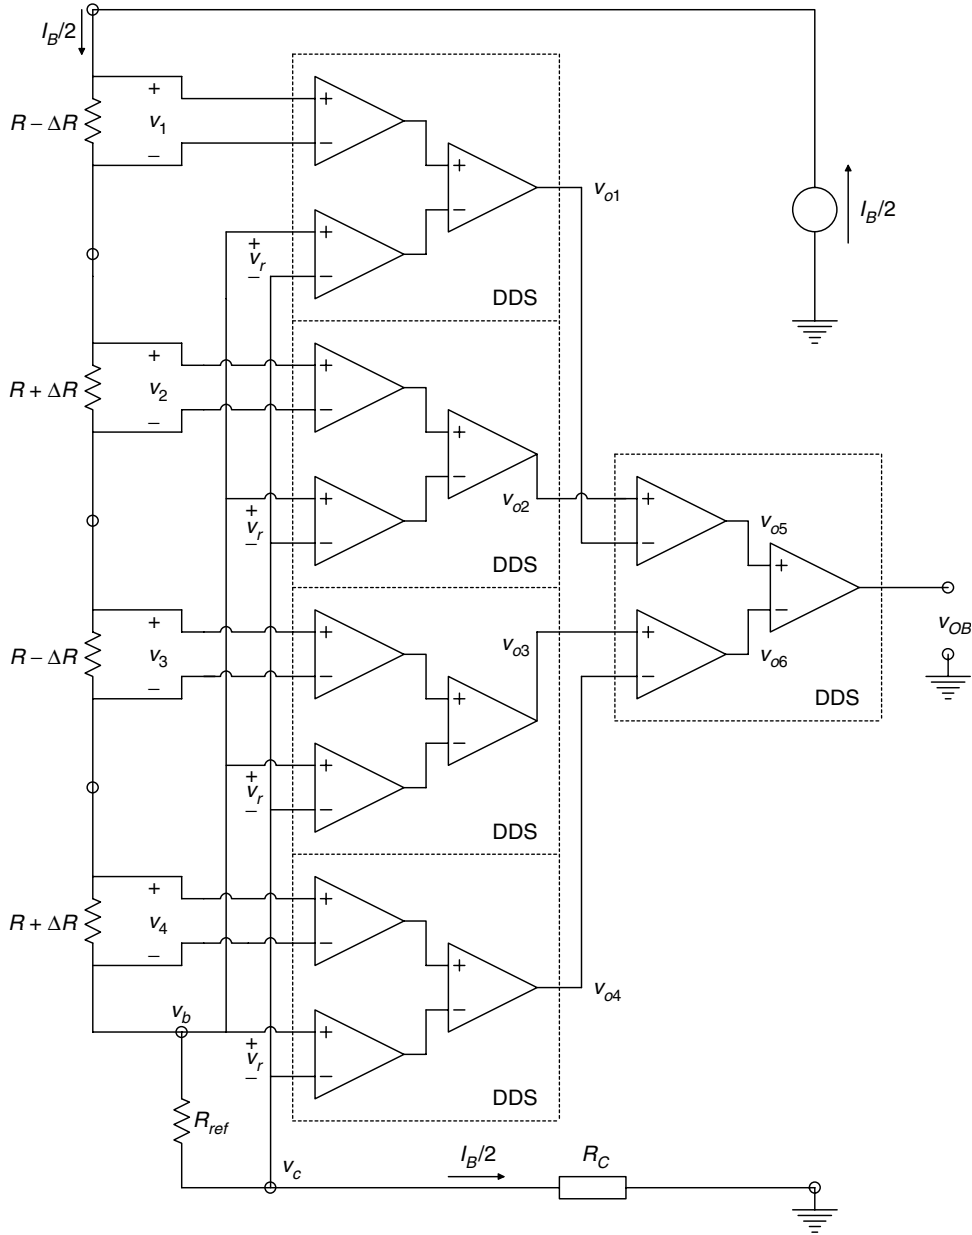 I_B/2
+
R − ΔR
v_1
−
+
−
+
−
v_o1
I_B/2
+
v_r
−
+
−
DDS
+
R + ΔR
v_2
−
+
−
+
−
v_o2
+
v_r
−
+
−
DDS
+
−
v_o5
+
−
v_OB
+
−
v_o6
DDS
+
R − ΔR
v_3
−
+
−
+
−
v_o3
+
v_r
−
+
−
DDS
+
R + ΔR
v_4
−
+
−
+
−
v_o4
v_b
+
v_r
−
+
−
DDS
R_ref
v_c
I_B/2
R_C